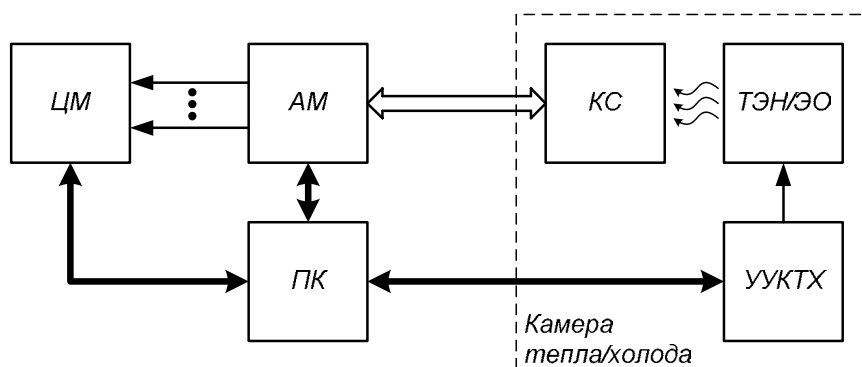 ЦМ
АМ
КС
ТЭН/ЭО
ПК
УУКТХ
Камера
тепла/холода